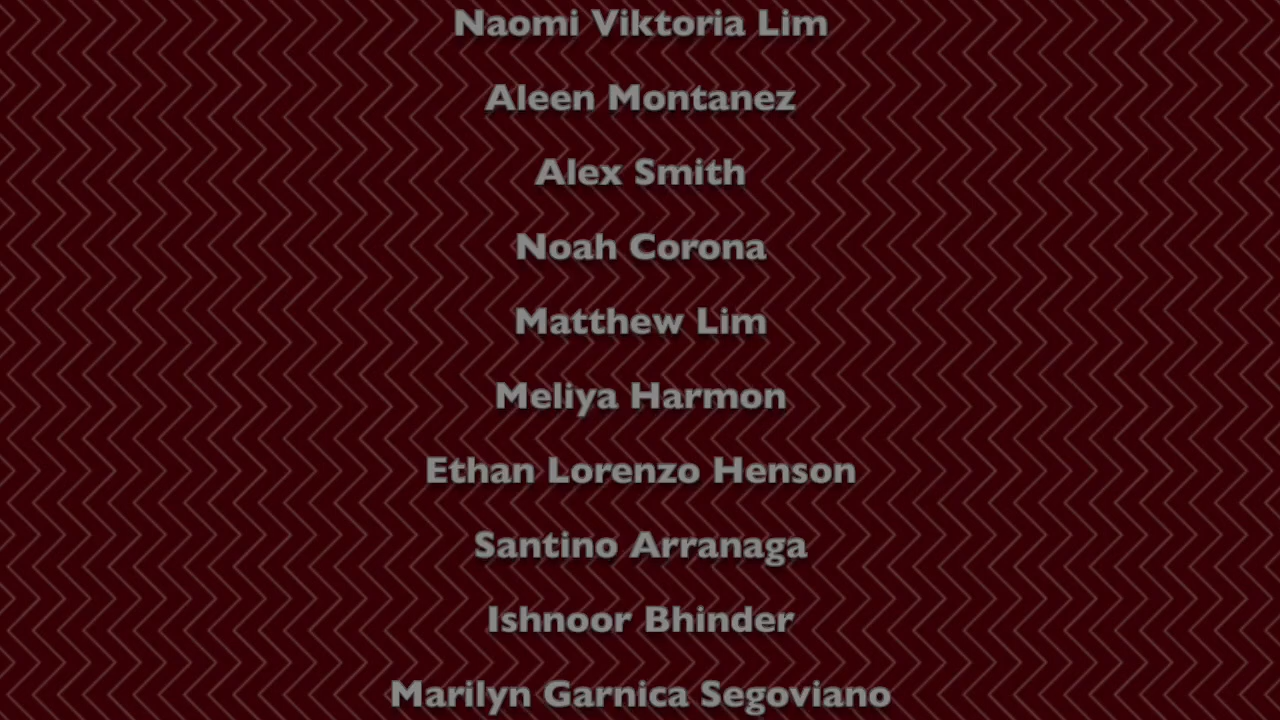 Naomi Viktoria Lim
Aleen Montanez
Alex Smith
Noah Corona
Matthew Lim
Meliya Harmon
Ethan Lorenzo Henson
Santino Arranaga
Ishnoor Bhinder
Marilyn Garnica Segoviano